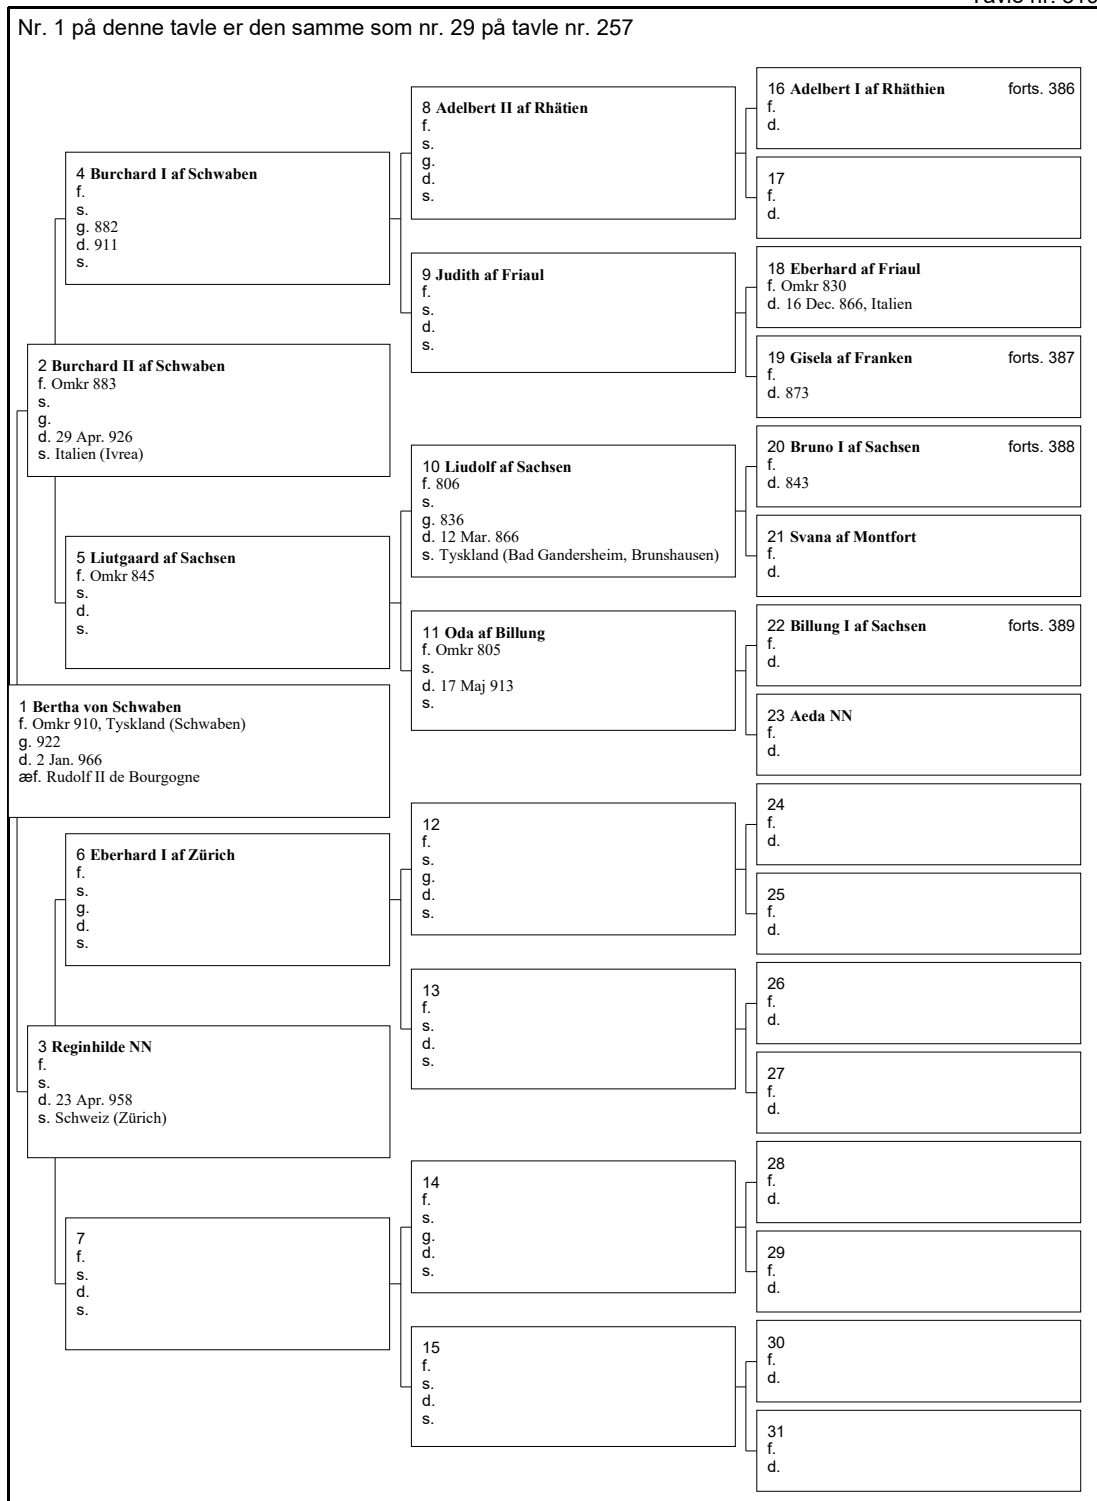 Nr. 1 på denne tavle er den samme som nr. 29 på tavle nr. 257
16 Adelbert I af Rhäthien forts. 386
f.
d.
8 Adelbert II af Rhätien
f.
s.
g.
d.
s.
17
f.
d.
4 Burchard I af Schwaben
f.
s.
g. 882
d. 911
s.
18 Eberhard af Friaul
f. Omkr 830
d. 16 Dec. 866, Italien
9 Judith af Friaul
f.
s.
d.
s.
19 Gisela af Franken forts. 387
f.
d. 873
2 Burchard II af Schwaben
f. Omkr 883
s.
g.
d. 29 Apr. 926
s. Italien (Ivrea)
20 Bruno I af Sachsen forts. 388
f.
d. 843
10 Liudolf af Sachsen
f. 806
s.
g. 836
d. 12 Mar. 866
s. Tyskland (Bad Gandersheim, Brunshausen)
21 Svana af Montfort
f.
d.
5 Liutgaard af Sachsen
f. Omkr 845
s.
d.
s.
22 Billung I af Sachsen forts. 389
f.
d.
11 Oda af Billung
f. Omkr 805
s.
d. 17 Maj 913
s.
23 Aeda NN
f.
d.
1 Bertha von Schwaben
f. Omkr 910, Tyskland (Schwaben)
g. 922
d. 2 Jan. 966
æf. Rudolf II de Bourgogne
24
f.
d.
12
f.
s.
g.
d.
s.
25
f.
d.
6 Eberhard I af Zürich
f.
s.
g.
d.
s.
26
f.
d.
13
f.
s.
d.
s.
27
f.
d.
3 Reginhilde NN
f.
s.
d. 23 Apr. 958
s. Schweiz (Zürich)
28
f.
d.
14
f.
s.
g.
d.
s.
29
f.
d.
7
f.
s.
d.
s.
30
f.
d.
15
f.
s.
d.
s.
31
f.
d.